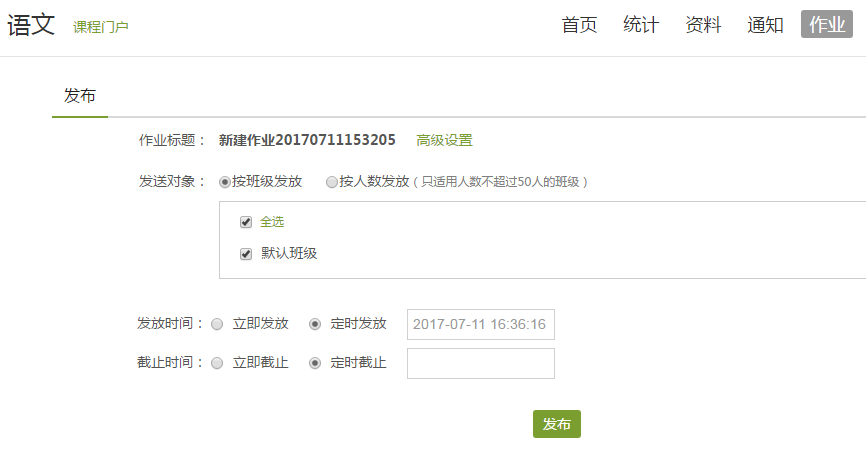 语文 课程门户 首页 统计 资料 通知 作业
发布
作业标题： 新建作业20170711153205 高级设置
发送对象： 按班级发放 按人数发放（只适用人数不超过50人的班级）
全选
默认班级
发放时间： 立即发放 定时发放 2017-07-11 16:36:16
截止时间： 立即截止 定时截止
发布